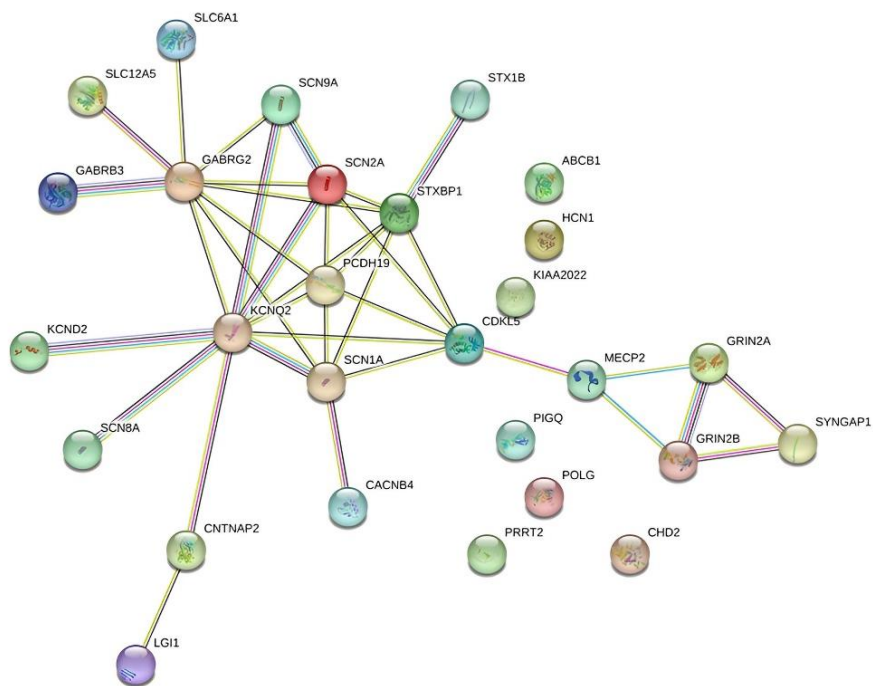 SLC6A1
SLC12A5
SCN9A
STX1B
GABRB3
GABRG2
SCN2A
STXBP1
ABCB1
HCN1
PCDH19
KIAA2022
KCNQ2
CDKL5
KCND2
SCN1A
MECP2
GRIN2A
SCN8A
PIGQ
GRIN2B
SYNGAP1
CACNB4
POLG
CNTNAP2
PRRT2
CHD2
LGI1